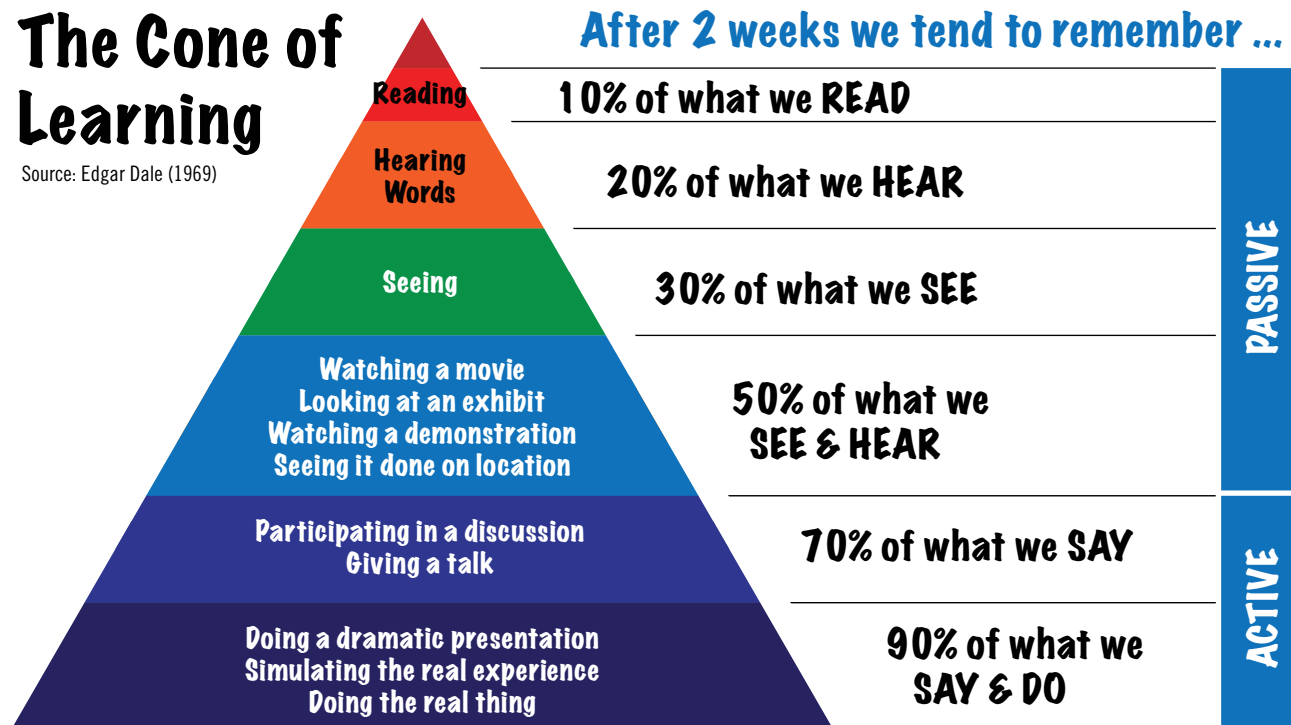 The Cone of
Learning
Source: Edgar Dale (1969)
After 2 weeks we tend to remember ...
Reading
10% of what we READ
Hearing
Words
20% of what we HEAR
Seeing
30% of what we SEE
Watching a movie
Looking at an exhibit
Watching a demonstration
Seeing it done on location
50% of what we
SEE & HEAR
PASSIVE
Participating in a discussion
Giving a talk
70% of what we SAY
Doing a dramatic presentation
Simulating the real experience
Doing the real thing
90% of what we
SAY & DO
ACTIVE